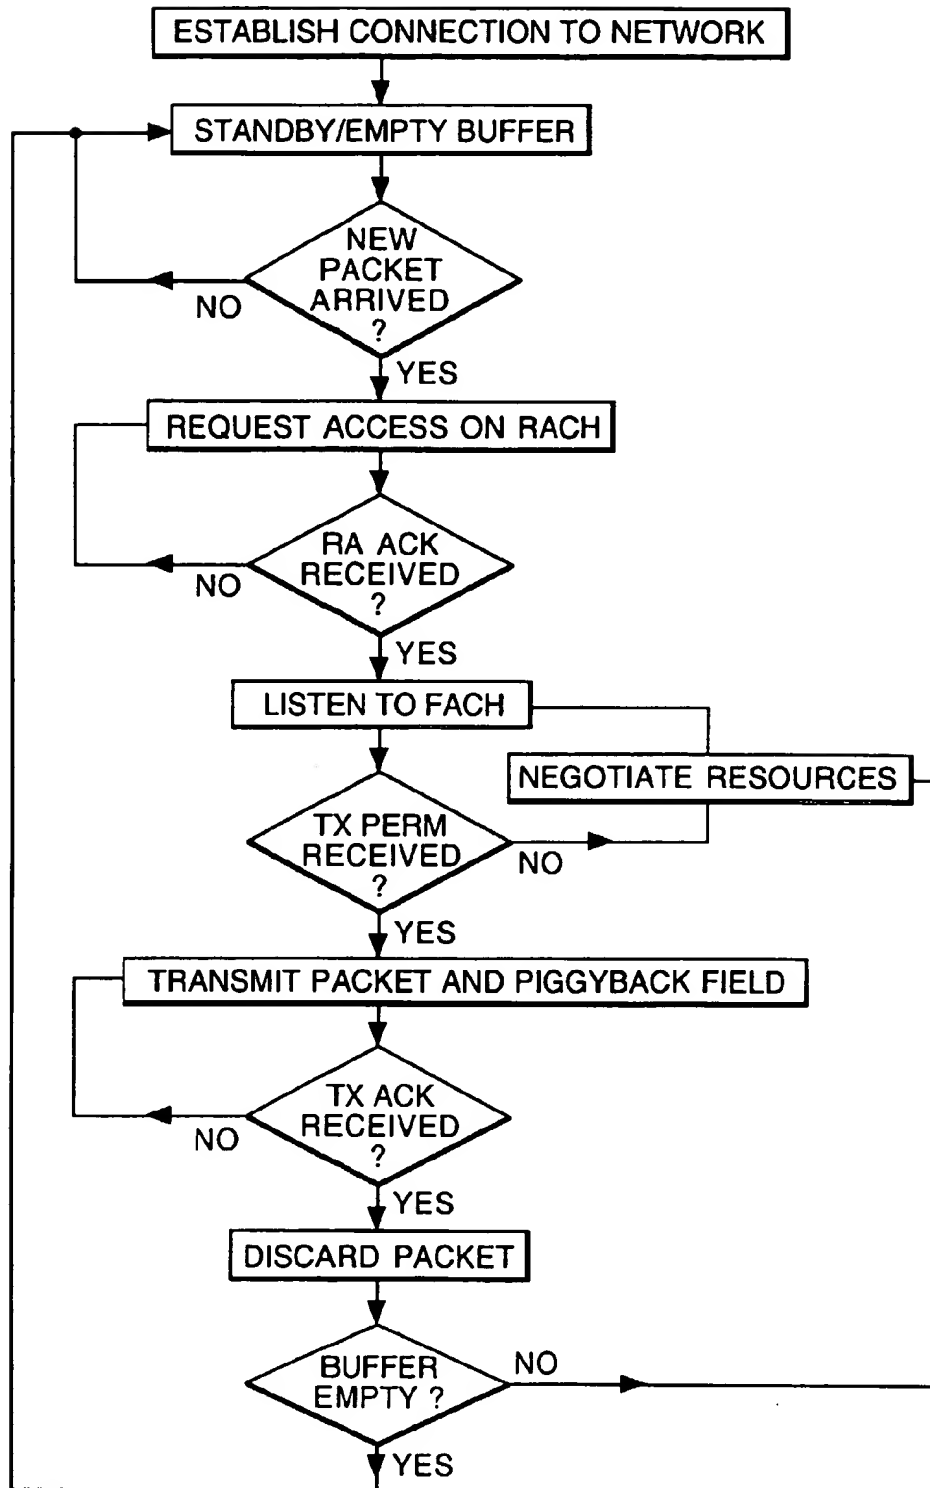 ESTABLISH CONNECTION TO NETWORK
STANDBY/EMPTY BUFFER
NEW
PACKET
ARRIVED
?
NO
YES
REQUEST ACCESS ON RACH
RA ACK
RECEIVED
?
NO
YES
LISTEN TO FACH
NEGOTIATE RESOURCES
TX PERM
RECEIVED
?
NO
YES
TRANSMIT PACKET AND PIGGYBACK FIELD
TX ACK
RECEIVED
?
NO
YES
DISCARD PACKET
BUFFER
EMPTY ?
NO
YES